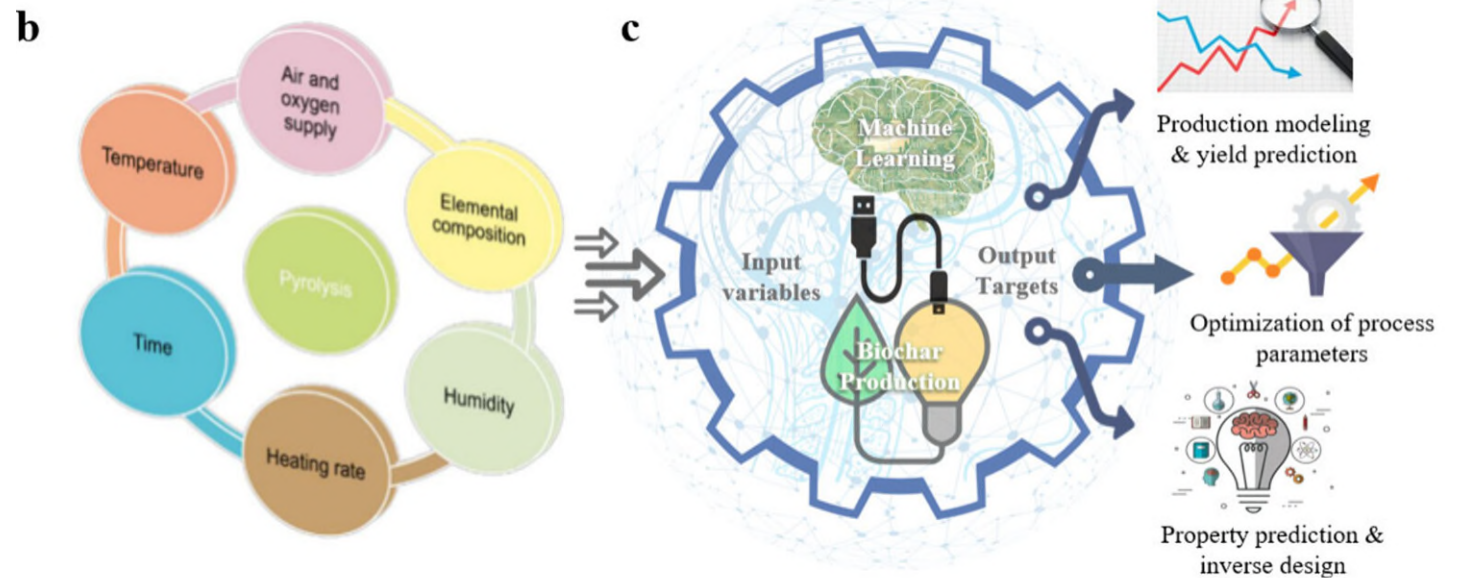 b
Air and
oxygen
supply
Temperature
Elemental
composition
Pyrolysis
Time
Humidity
Heating rate
c
Machine
Learning
Input
variables
Output
Targets
Biochar
Production
Production modeling
& yield prediction
Optimization of process
parameters
Property prediction &
inverse design